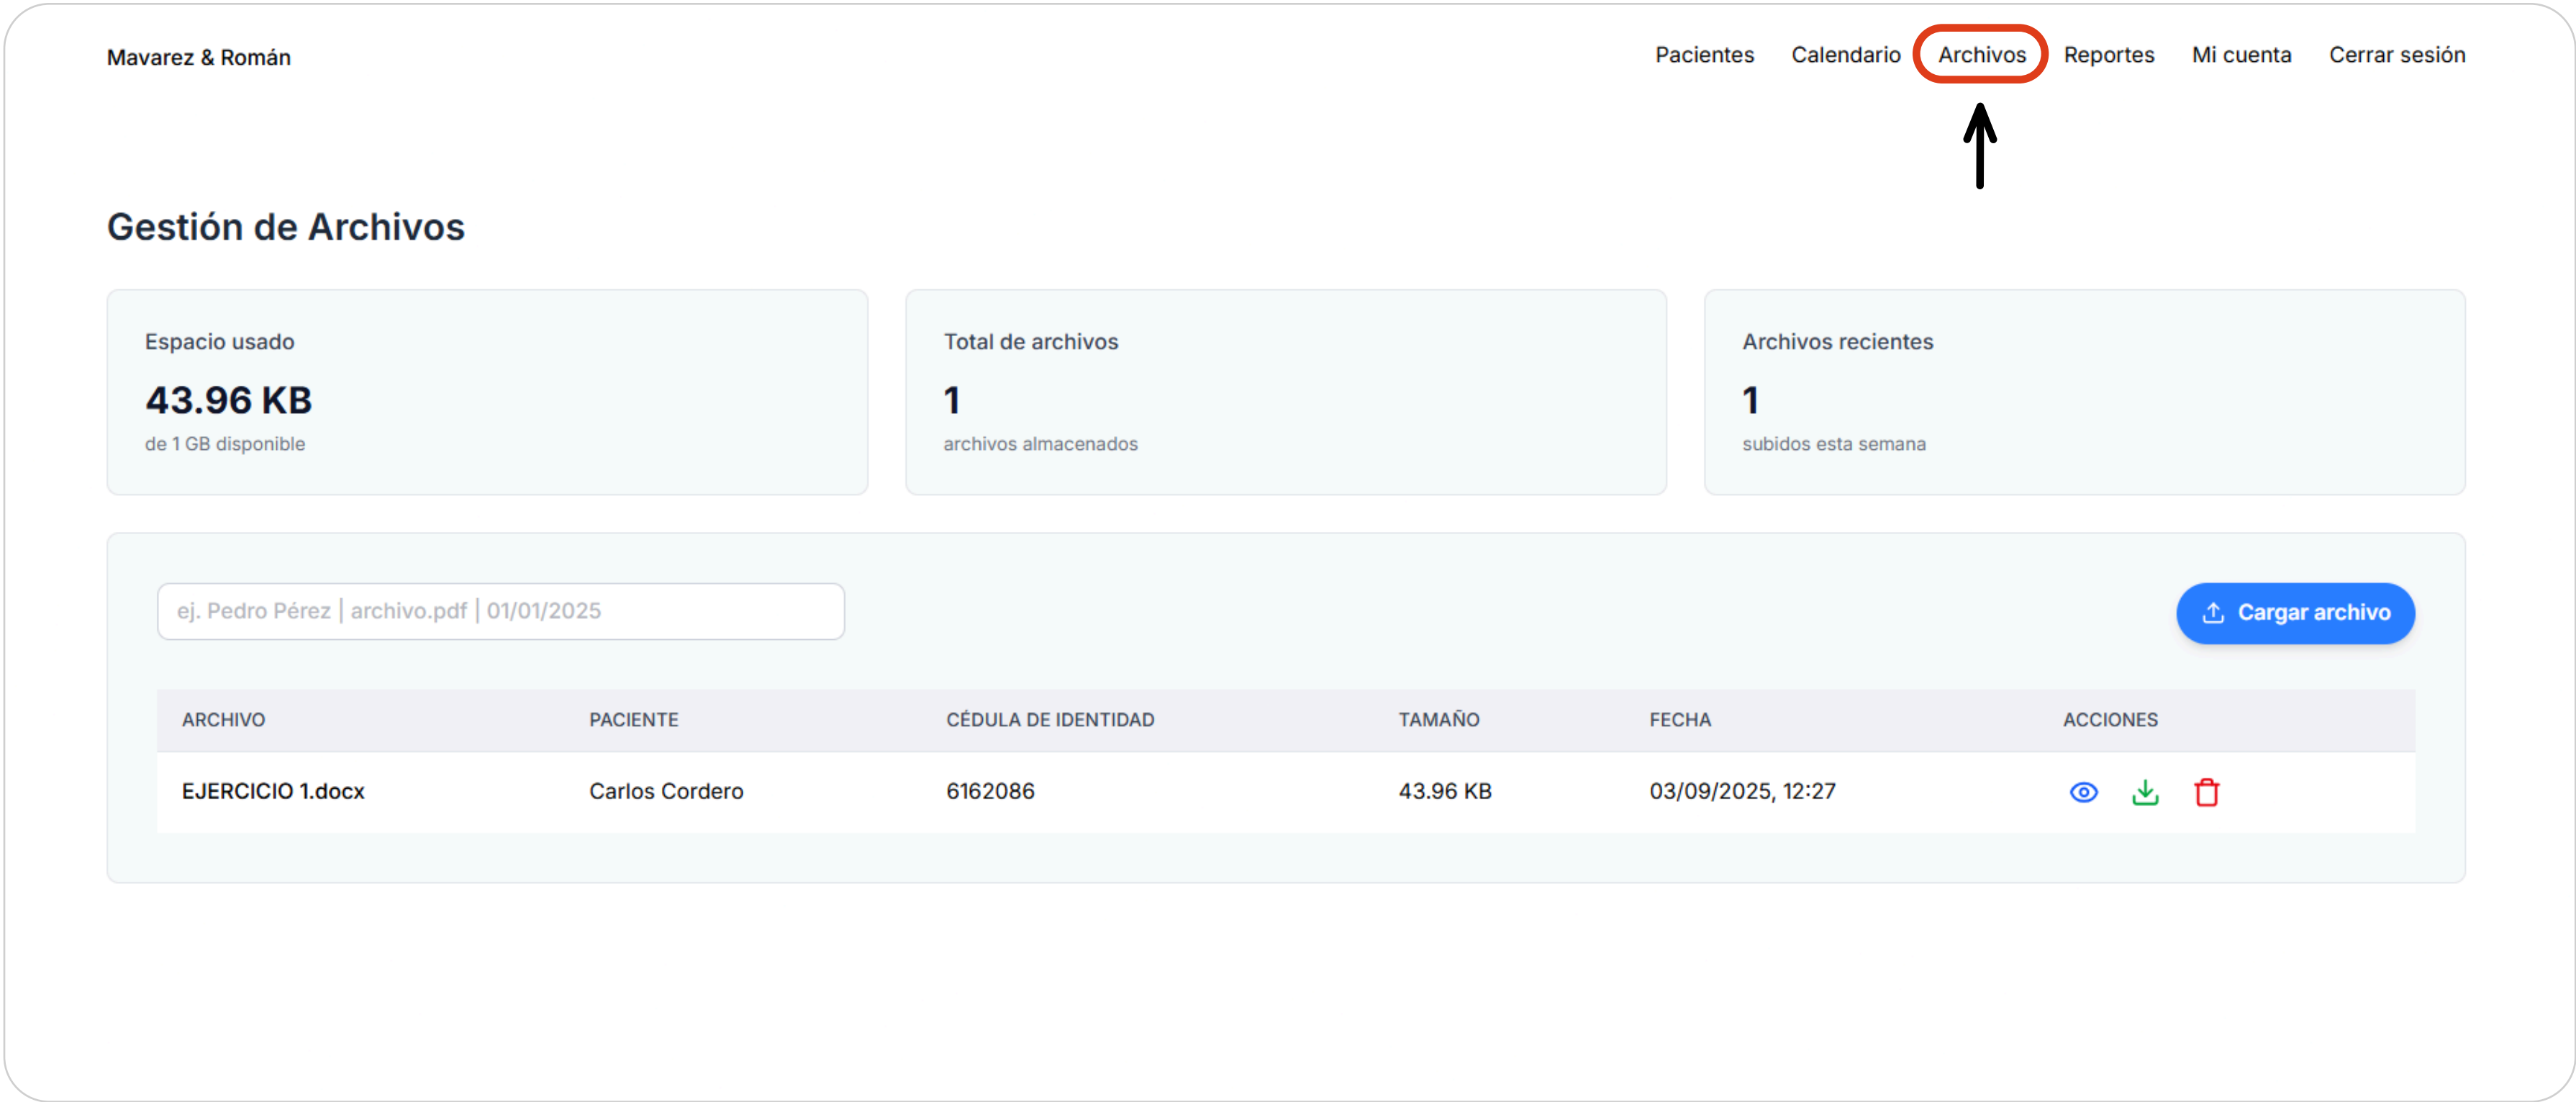 Mavarez & Román
Pacientes Calendario Archivos Reportes Mi cuenta Cerrar sesión
Gestión de Archivos
Espacio usado
43.96 KB
de 1 GB disponible
Total de archivos
1
archivos almacenados
Archivos recientes
1
subidos esta semana
ej. Pedro Pérez | archivo.pdf | 01/01/2025
Cargar archivo
ARCHIVO PACIENTE CÉDULA DE IDENTIDAD TAMAÑO FECHA ACCIONES
EJERCICIO 1.docx Carlos Cordero 6162086 43.96 KB 03/09/2025, 12:27